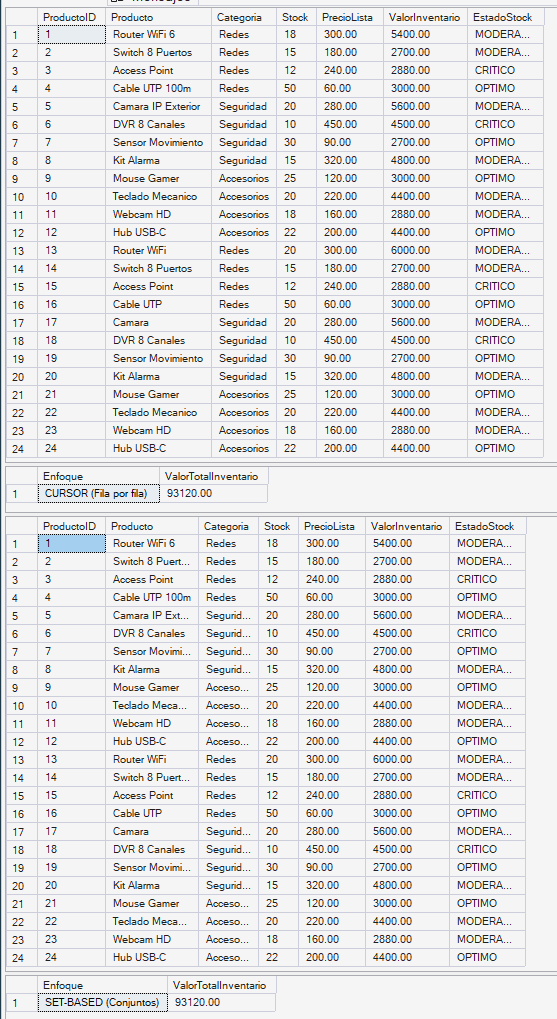 Mensajes
ProductoID Producto Categoria Stock PrecioLista ValorInventario EstadoStock
1 1 Router WiFi 6 Redes 18 300.00 5400.00 MODERA...
2 2 Switch 8 Puertos Redes 15 180.00 2700.00 MODERA...
3 3 Access Point Redes 12 240.00 2880.00 CRITICO
4 4 Cable UTP 100m Redes 50 60.00 3000.00 OPTIMO
5 5 Camara IP Exterior Seguridad 20 280.00 5600.00 MODERA...
6 6 DVR 8 Canales Seguridad 10 450.00 4500.00 CRITICO
7 7 Sensor Movimiento Seguridad 30 90.00 2700.00 OPTIMO
8 8 Kit Alarma Seguridad 15 320.00 4800.00 MODERA...
9 9 Mouse Gamer Accesorios 25 120.00 3000.00 OPTIMO
10 10 Teclado Mecanico Accesorios 20 220.00 4400.00 MODERA...
11 11 Webcam HD Accesorios 18 160.00 2880.00 MODERA...
12 12 Hub USB-C Accesorios 22 200.00 4400.00 OPTIMO
13 13 Router WiFi Redes 20 300.00 6000.00 MODERA...
14 14 Switch 8 Puertos Redes 15 180.00 2700.00 MODERA...
15 15 Access Point Redes 12 240.00 2880.00 CRITICO
16 16 Cable UTP Redes 50 60.00 3000.00 OPTIMO
17 17 Camara Seguridad 20 280.00 5600.00 MODERA...
18 18 DVR 8 Canales Seguridad 10 450.00 4500.00 CRITICO
19 19 Sensor Movimiento Seguridad 30 90.00 2700.00 OPTIMO
20 20 Kit Alarma Seguridad 15 320.00 4800.00 MODERA...
21 21 Mouse Gamer Accesorios 25 120.00 3000.00 OPTIMO
22 22 Teclado Mecanico Accesorios 20 220.00 4400.00 MODERA...
23 23 Webcam HD Accesorios 18 160.00 2880.00 MODERA...
24 24 Hub USB-C Accesorios 22 200.00 4400.00 OPTIMO
Enfoque ValorTotalInventario
1 CURSOR (Fila por fila) 93120.00
ProductoID Producto Categoria Stock PrecioLista ValorInventario EstadoStock
1 1 Router WiFi 6 Redes 18 300.00 5400.00 MODERA...
2 2 Switch 8 Puert... Redes 15 180.00 2700.00 MODERA...
3 3 Access Point Redes 12 240.00 2880.00 CRITICO
4 4 Cable UTP 100m Redes 50 60.00 3000.00 OPTIMO
5 5 Camara IP Ext... Segurid... 20 280.00 5600.00 MODERA...
6 6 DVR 8 Canales Segurid... 10 450.00 4500.00 CRITICO
7 7 Sensor Movimi... Segurid... 30 90.00 2700.00 OPTIMO
8 8 Kit Alarma Segurid... 15 320.00 4800.00 MODERA...
9 9 Mouse Gamer Acceso... 25 120.00 3000.00 OPTIMO
10 10 Teclado Meca... Acceso... 20 220.00 4400.00 MODERA...
11 11 Webcam HD Acceso... 18 160.00 2880.00 MODERA...
12 12 Hub USB-C Acceso... 22 200.00 4400.00 OPTIMO
13 13 Router WiFi Redes 20 300.00 6000.00 MODERA...
14 14 Switch 8 Puert... Redes 15 180.00 2700.00 MODERA...
15 15 Access Point Redes 12 240.00 2880.00 CRITICO
16 16 Cable UTP Redes 50 60.00 3000.00 OPTIMO
17 17 Camara Segurid... 20 280.00 5600.00 MODERA...
18 18 DVR 8 Canales Segurid... 10 450.00 4500.00 CRITICO
19 19 Sensor Movimi... Segurid... 30 90.00 2700.00 OPTIMO
20 20 Kit Alarma Segurid... 15 320.00 4800.00 MODERA...
21 21 Mouse Gamer Acceso... 25 120.00 3000.00 OPTIMO
22 22 Teclado Meca... Acceso... 20 220.00 4400.00 MODERA...
23 23 Webcam HD Acceso... 18 160.00 2880.00 MODERA...
24 24 Hub USB-C Acceso... 22 200.00 4400.00 OPTIMO
Enfoque ValorTotalInventario
1 SET-BASED (Conjuntos) 93120.00